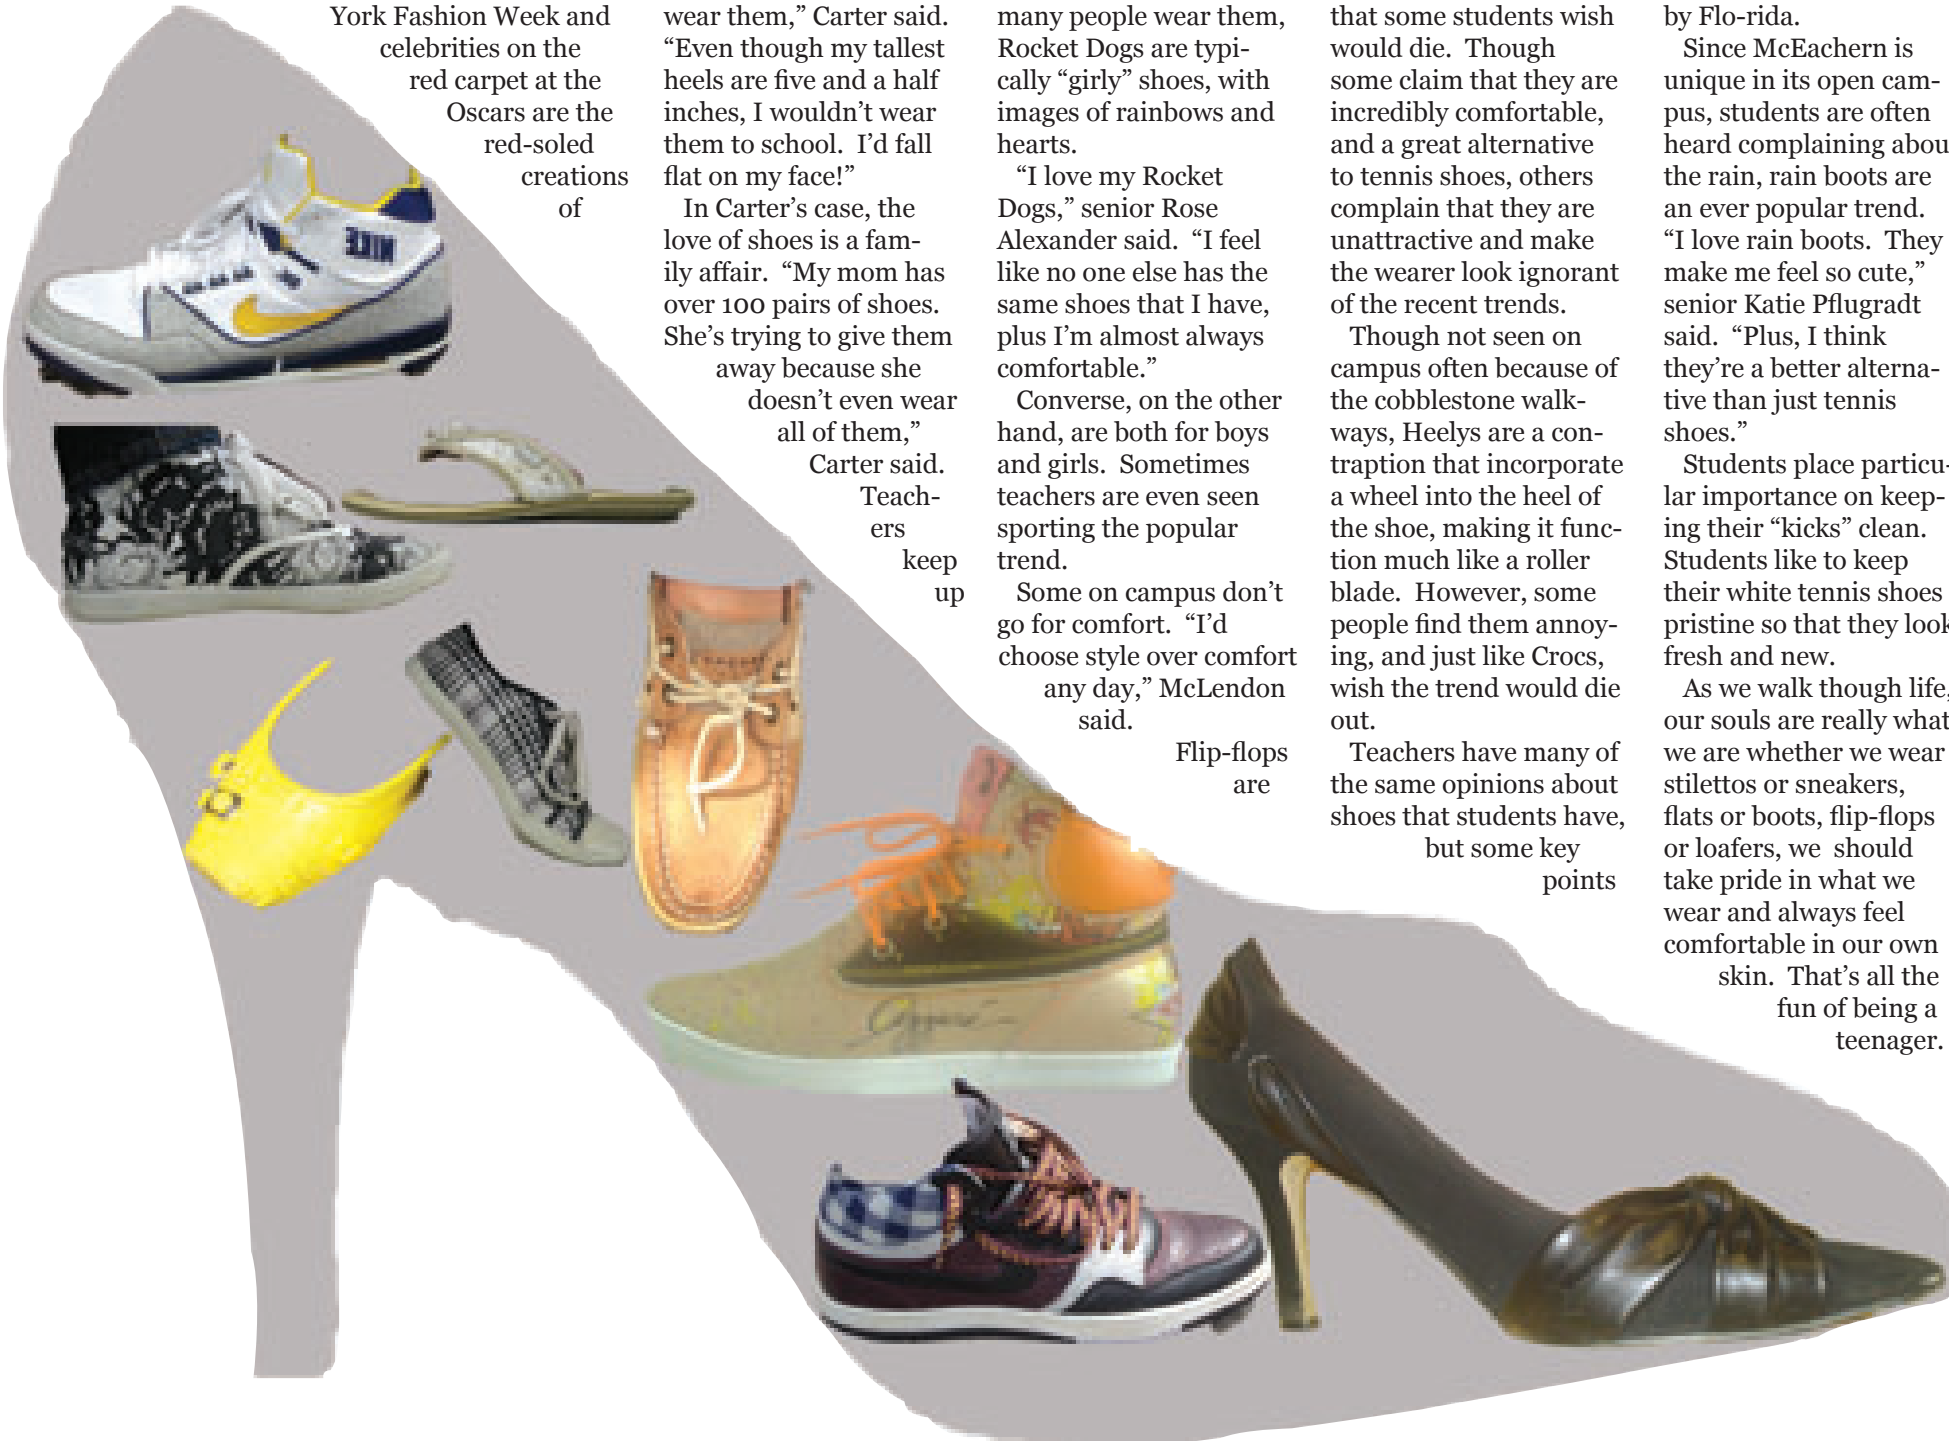 York Fashion Week and
celebrities on the
red carpet at the
Oscars are the
red-soled
creations
of
wear them,” Carter said.
“Even though my tallest
heels are five and a half
inches, I wouldn’t wear
them to school.  I’d fall
flat on my face!”
In Carter’s case, the
love of shoes is a fam-
ily affair.  “My mom has
over 100 pairs of shoes.
She’s trying to give them
away because she
doesn’t even wear
all of them,”
Carter said.
Teach-
ers
keep
up
many people wear them,
Rocket Dogs are typi-
cally “girly” shoes, with
images of rainbows and
hearts.
“I love my Rocket
Dogs,” senior Rose
Alexander said.  “I feel
like no one else has the
same shoes that I have,
plus I’m almost always
comfortable.”
Converse, on the other
hand, are both for boys
and girls.  Sometimes
teachers are even seen
sporting the popular
trend.
Some on campus don’t
go for comfort.  “I’d
choose style over comfort
any day,” McLendon
said.
Flip-flops
are
that some students wish
would die.  Though
some claim that they are
incredibly comfortable,
and a great alternative
to tennis shoes, others
complain that they are
unattractive and make
the wearer look ignorant
of the recent trends.
Though not seen on
campus often because of
the cobblestone walk-
ways, Heelys are a con-
traption that incorporate
a wheel into the heel of
the shoe, making it func-
tion much like a roller
blade.  However, some
people find them annoy-
ing, and just like Crocs,
wish the trend would die
out.
Teachers have many of
the same opinions about
shoes that students have,
but some key
points
by Flo-rida.
Since McEachern is
unique in its open cam-
pus, students are often
heard complaining abou
the rain, rain boots are
an ever popular trend.
“I love rain boots.  They
make me feel so cute,”
senior Katie Pflugradt
said.  “Plus, I think
they’re a better alterna-
tive than just tennis
shoes.”
Students place particu-
lar importance on keep-
ing their “kicks” clean.
Students like to keep
their white tennis shoes
pristine so that they look
fresh and new.
As we walk though life,
our souls are really what
we are whether we wear
stilettos or sneakers,
flats or boots, flip-flops
or loafers, we  should
take pride in what we
wear and always feel
comfortable in our own
skin.  That’s all the
fun of being a
teenager.
NIKE